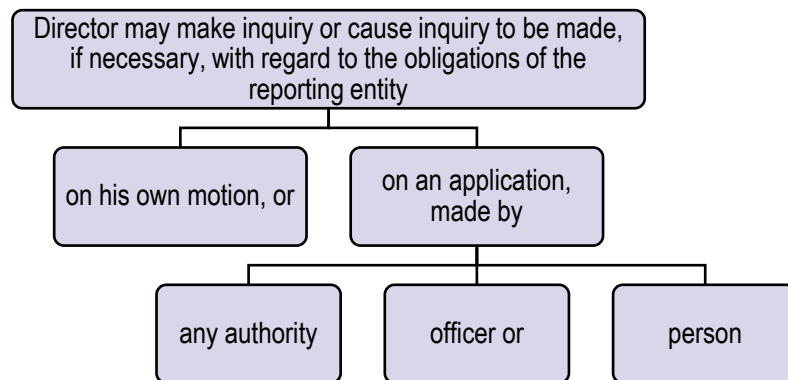 Director may make inquiry or cause inquiry to be made,
if necessary, with regard to the obligations of the
reporting entity
on his own motion, or
on an application,
made by
any authority
officer or
person